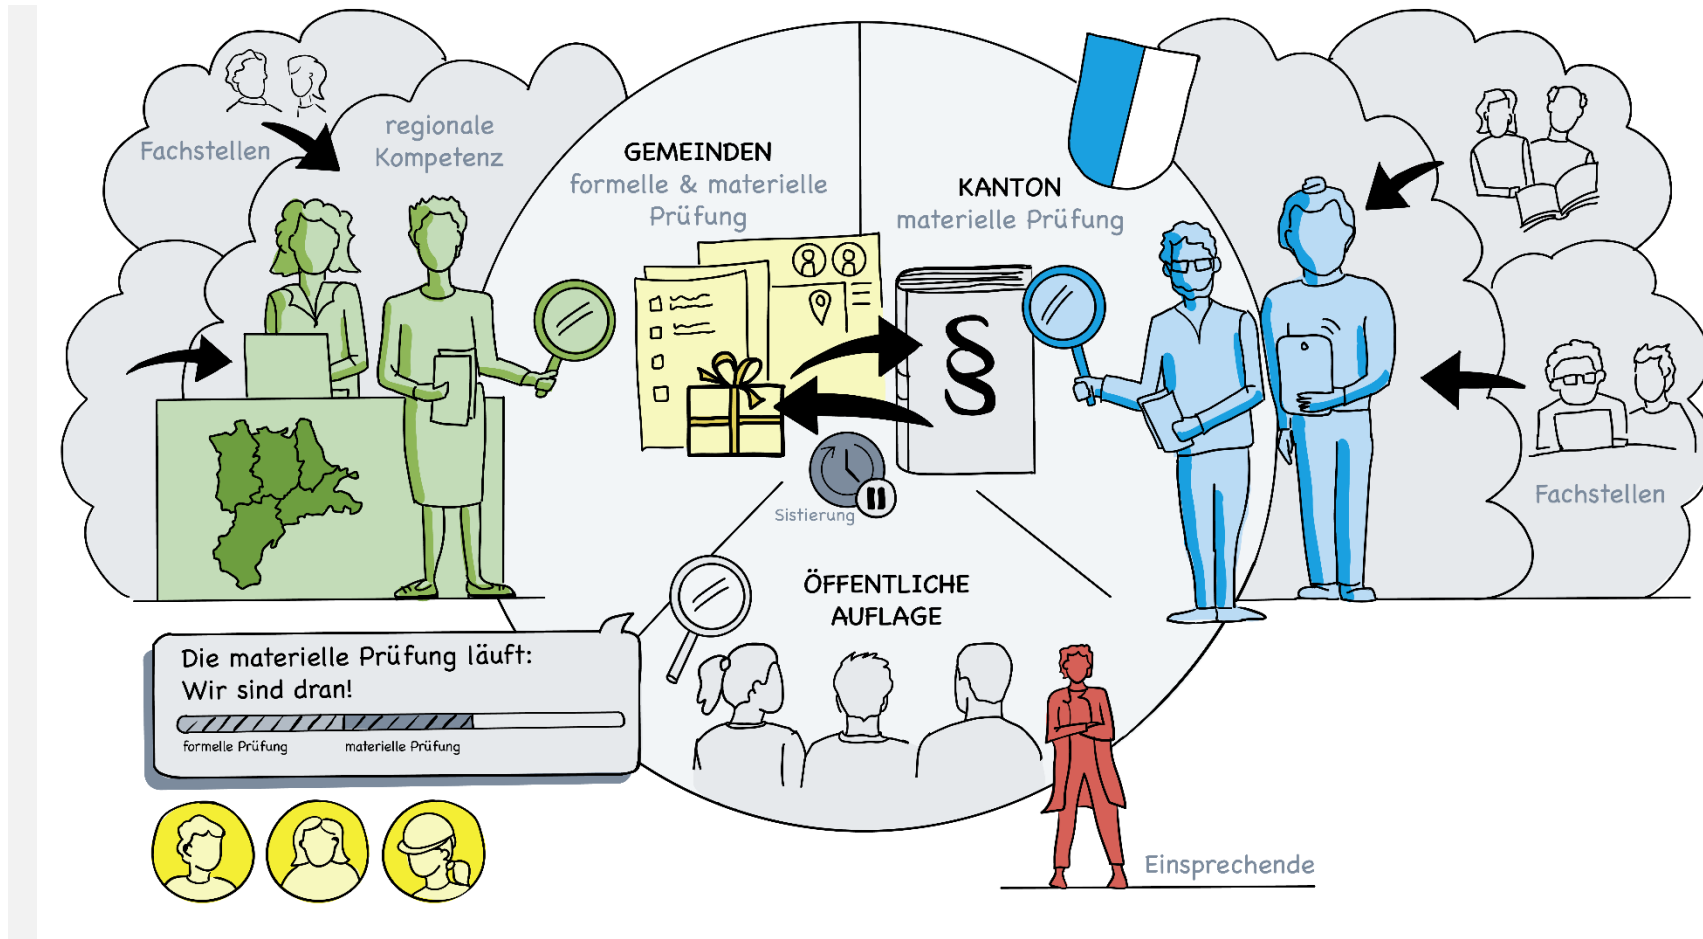 Fachstellen
regionale
Kompetenz
GEMEINDEN
formelle & materielle
Prüfung
KANTON
materielle Prüfung
§
Sistierung
Fachstellen
ÖFFENTLICHE
AUFLAGE
Die materielle Prüfung läuft:
Wir sind dran!
formelle Prüfung
materielle Prüfung
Einsprechende